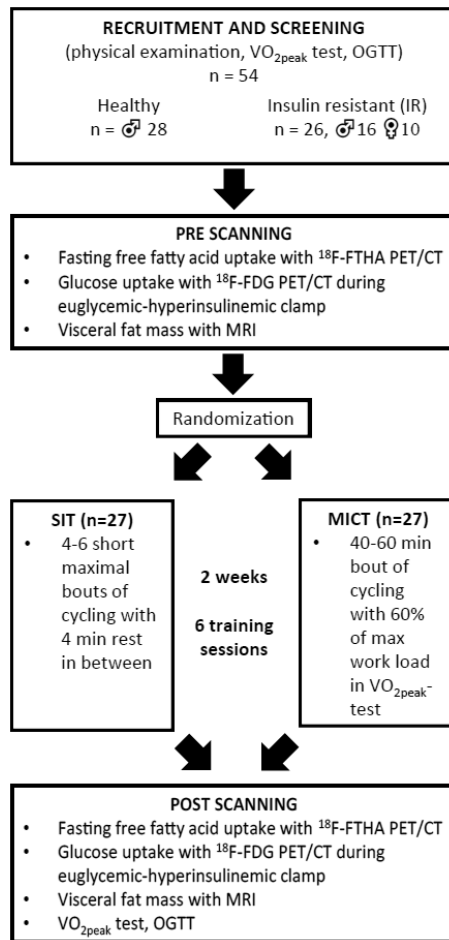 RECRUITMENT AND SCREENING
(physical examination, VO₂peak test, OGTT)
n = 54
Healthy
n = ♂ 28
Insulin resistant (IR)
n = 26, ♂16 ♀10
PRE SCANNING
• Fasting free fatty acid uptake with ¹⁸F-FTHA PET/CT
• Glucose uptake with ¹⁸F-FDG PET/CT during
euglycemic-hyperinsulinemic clamp
• Visceral fat mass with MRI
Randomization
SIT (n=27)
• 4-6 short
maximal
bouts of
cycling with
4 min rest
in between
2 weeks
6 training
sessions
MICT (n=27)
• 40-60 min
bout of
cycling
with 60%
of max
work load
in VO₂peak-
test
POST SCANNING
• Fasting free fatty acid uptake with ¹⁸F-FTHA PET/CT
• Glucose uptake with ¹⁸F-FDG PET/CT during
euglycemic-hyperinsulinemic clamp
• Visceral fat mass with MRI
• VO₂peak test, OGTT